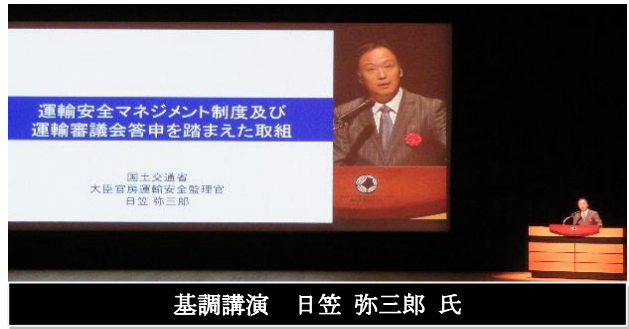 運輸安全マネジメント制度及び
運輸審議会答申を踏まえた取組
国土交通省
大臣官房運輸安全監理官
日笠 弥三郎
基調講演 日笠 弥三郎 氏